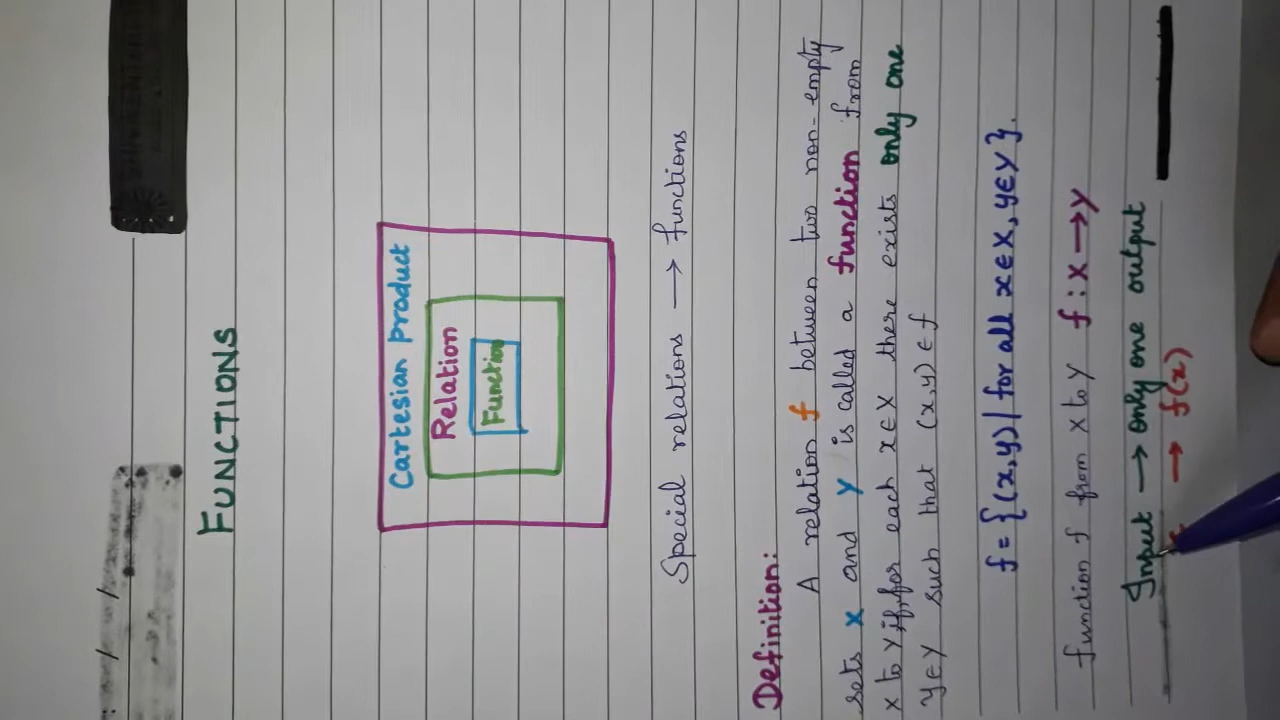 FUNCTIONS
Cartesian product
Relation
Function
Special relations → functions
Definition:
A relation f between two non-empty
sets X and Y is called a function from
X to Y if, for each x∈X there exists only one
y∈Y such that (x,y) ∈ f
f = {(x,y) | for all x∈X, y∈Y}.
function f from X to Y f : X → Y
Input → only one output
→ f(x)